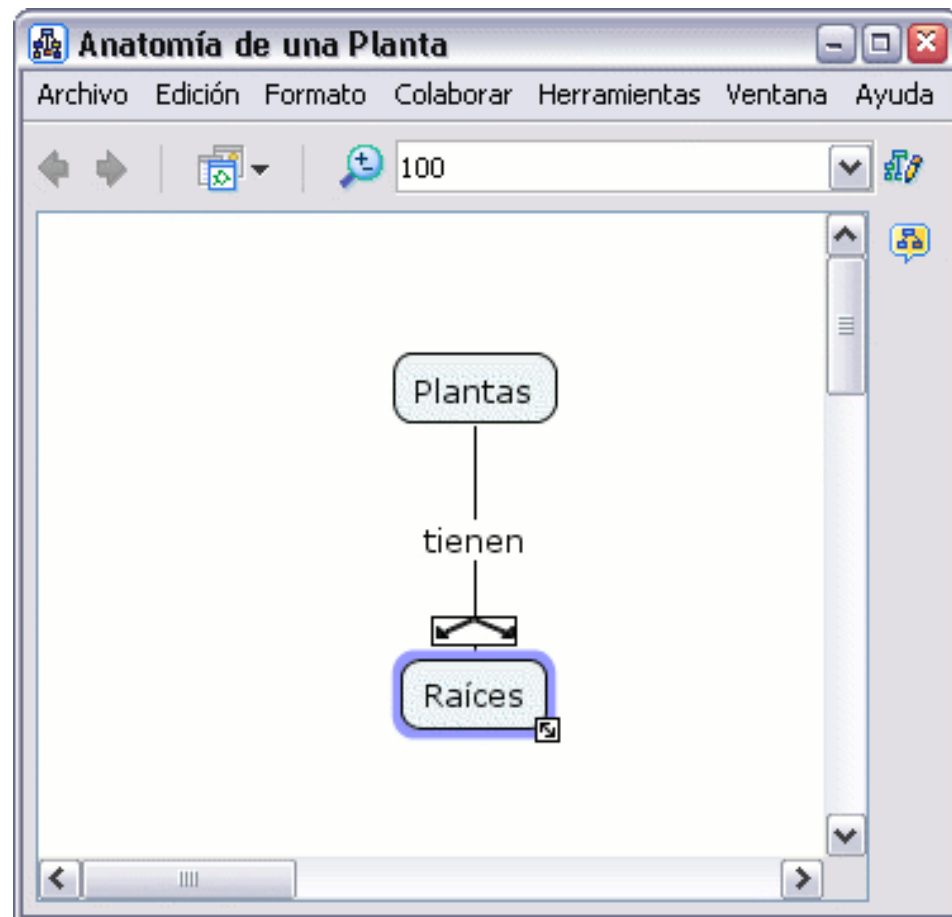 Anatomía de una Planta
Archivo Edición Formato Colaborar Herramientas Ventana Ayuda
100
Plantas
tienen
Raíces